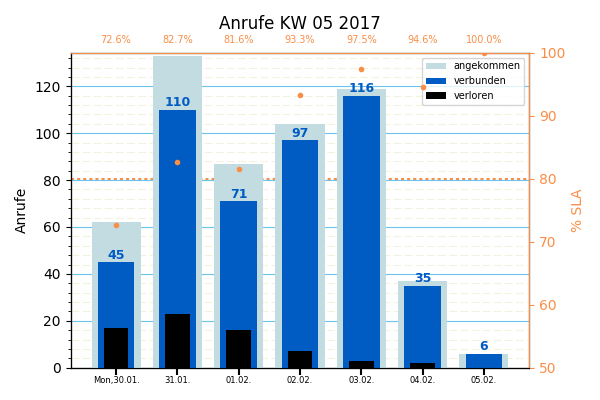 Anrufe KW 05 2017
72.6% 82.7% 81.6% 93.3% 97.5% 94.6% 100.0%
angekommen
verbunden
verloren
Anrufe
0 20 40 60 80 100 120
45 110 71 97 116 35 6
% SLA
50 60 70 80 90 100
Mon,30.01. 31.01. 01.02. 02.02. 03.02. 04.02. 05.02.